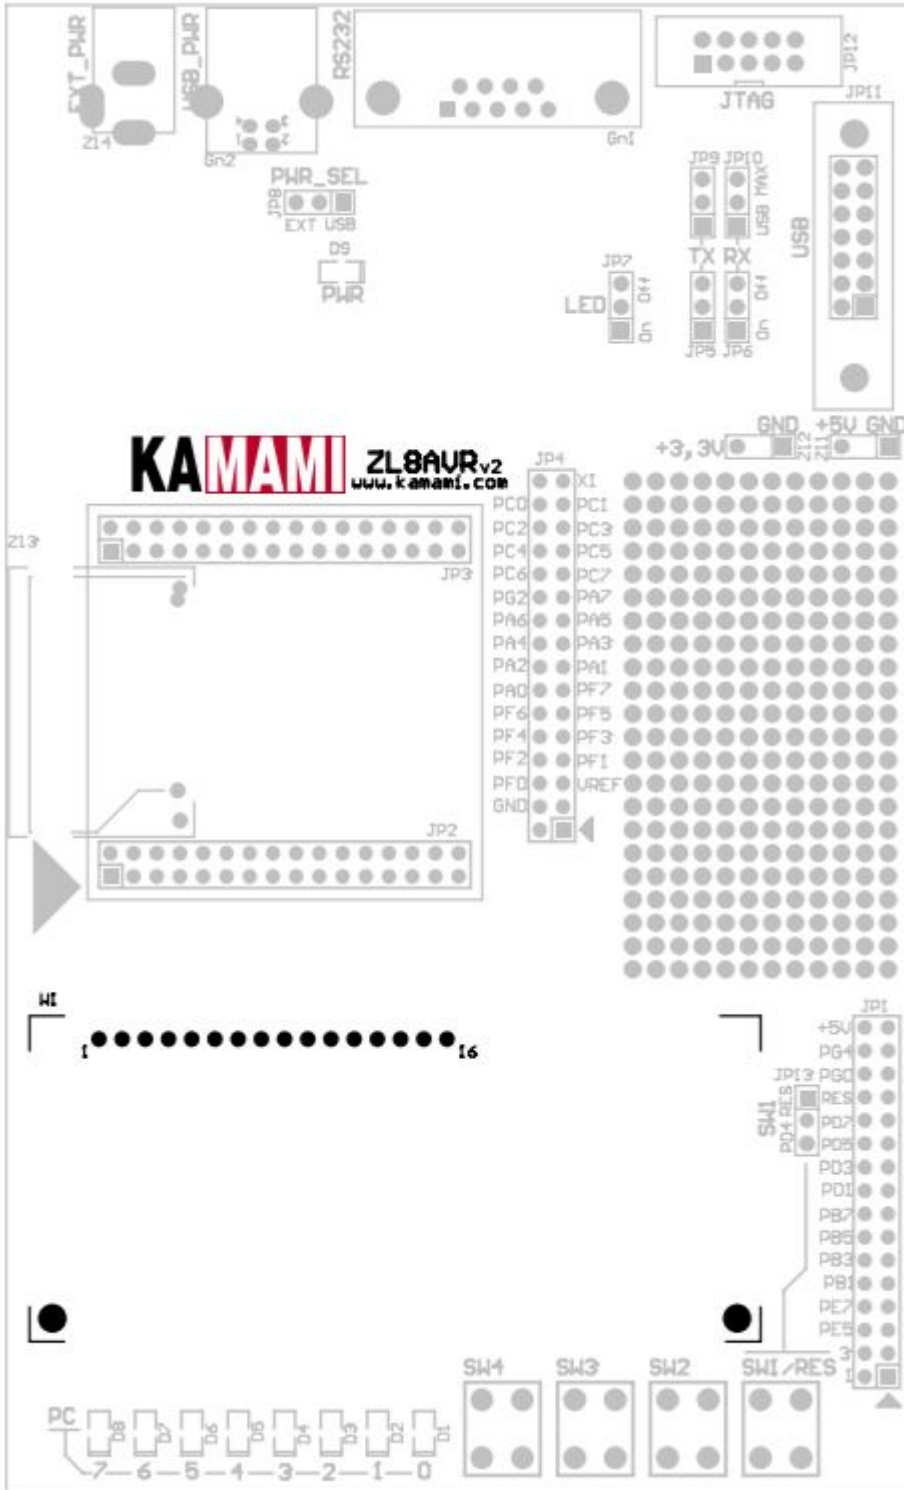 EXT_PWR
USB_PWR
RS232
JP12
JTAG
JP11
Z14
Gn2
4 3
1 2
Gn1
JP9 JP10
PWR_SEL
JP8
EXT USB
USB MAX
USB
D9
PWR
TX RX
JP7
LED
On Off
On Off
JP5 JP6
GND +5V GND
+3,3V
Z12 Z11
KAMAMI ZL8AVR v2
www.kamami.com
JP4
XI
PC0 PC1
PC2 PC3
PC4 PC5
PC6 PC7
PG2 PA7
PA6 PA5
PA4 PA3
PA2 PA1
PA0 PF7
PF6 PF5
PF4 PF3
PF2 PF1
PF0 VREF
GND
Z13
JP3
JP2
W1
1 16
JP1
+5V
PG4
JP13 PG0
SW1
PD4 RES
RES
PD7
PD5
PD3
PD1
PB7
PB5
PB3
PB1
PE7
PE5
3
1
SW4 SW3 SW2 SW1/RES
PC
D8 D7 D6 D5 D4 D3 D2 D1
7 6 5 4 3 2 1 0